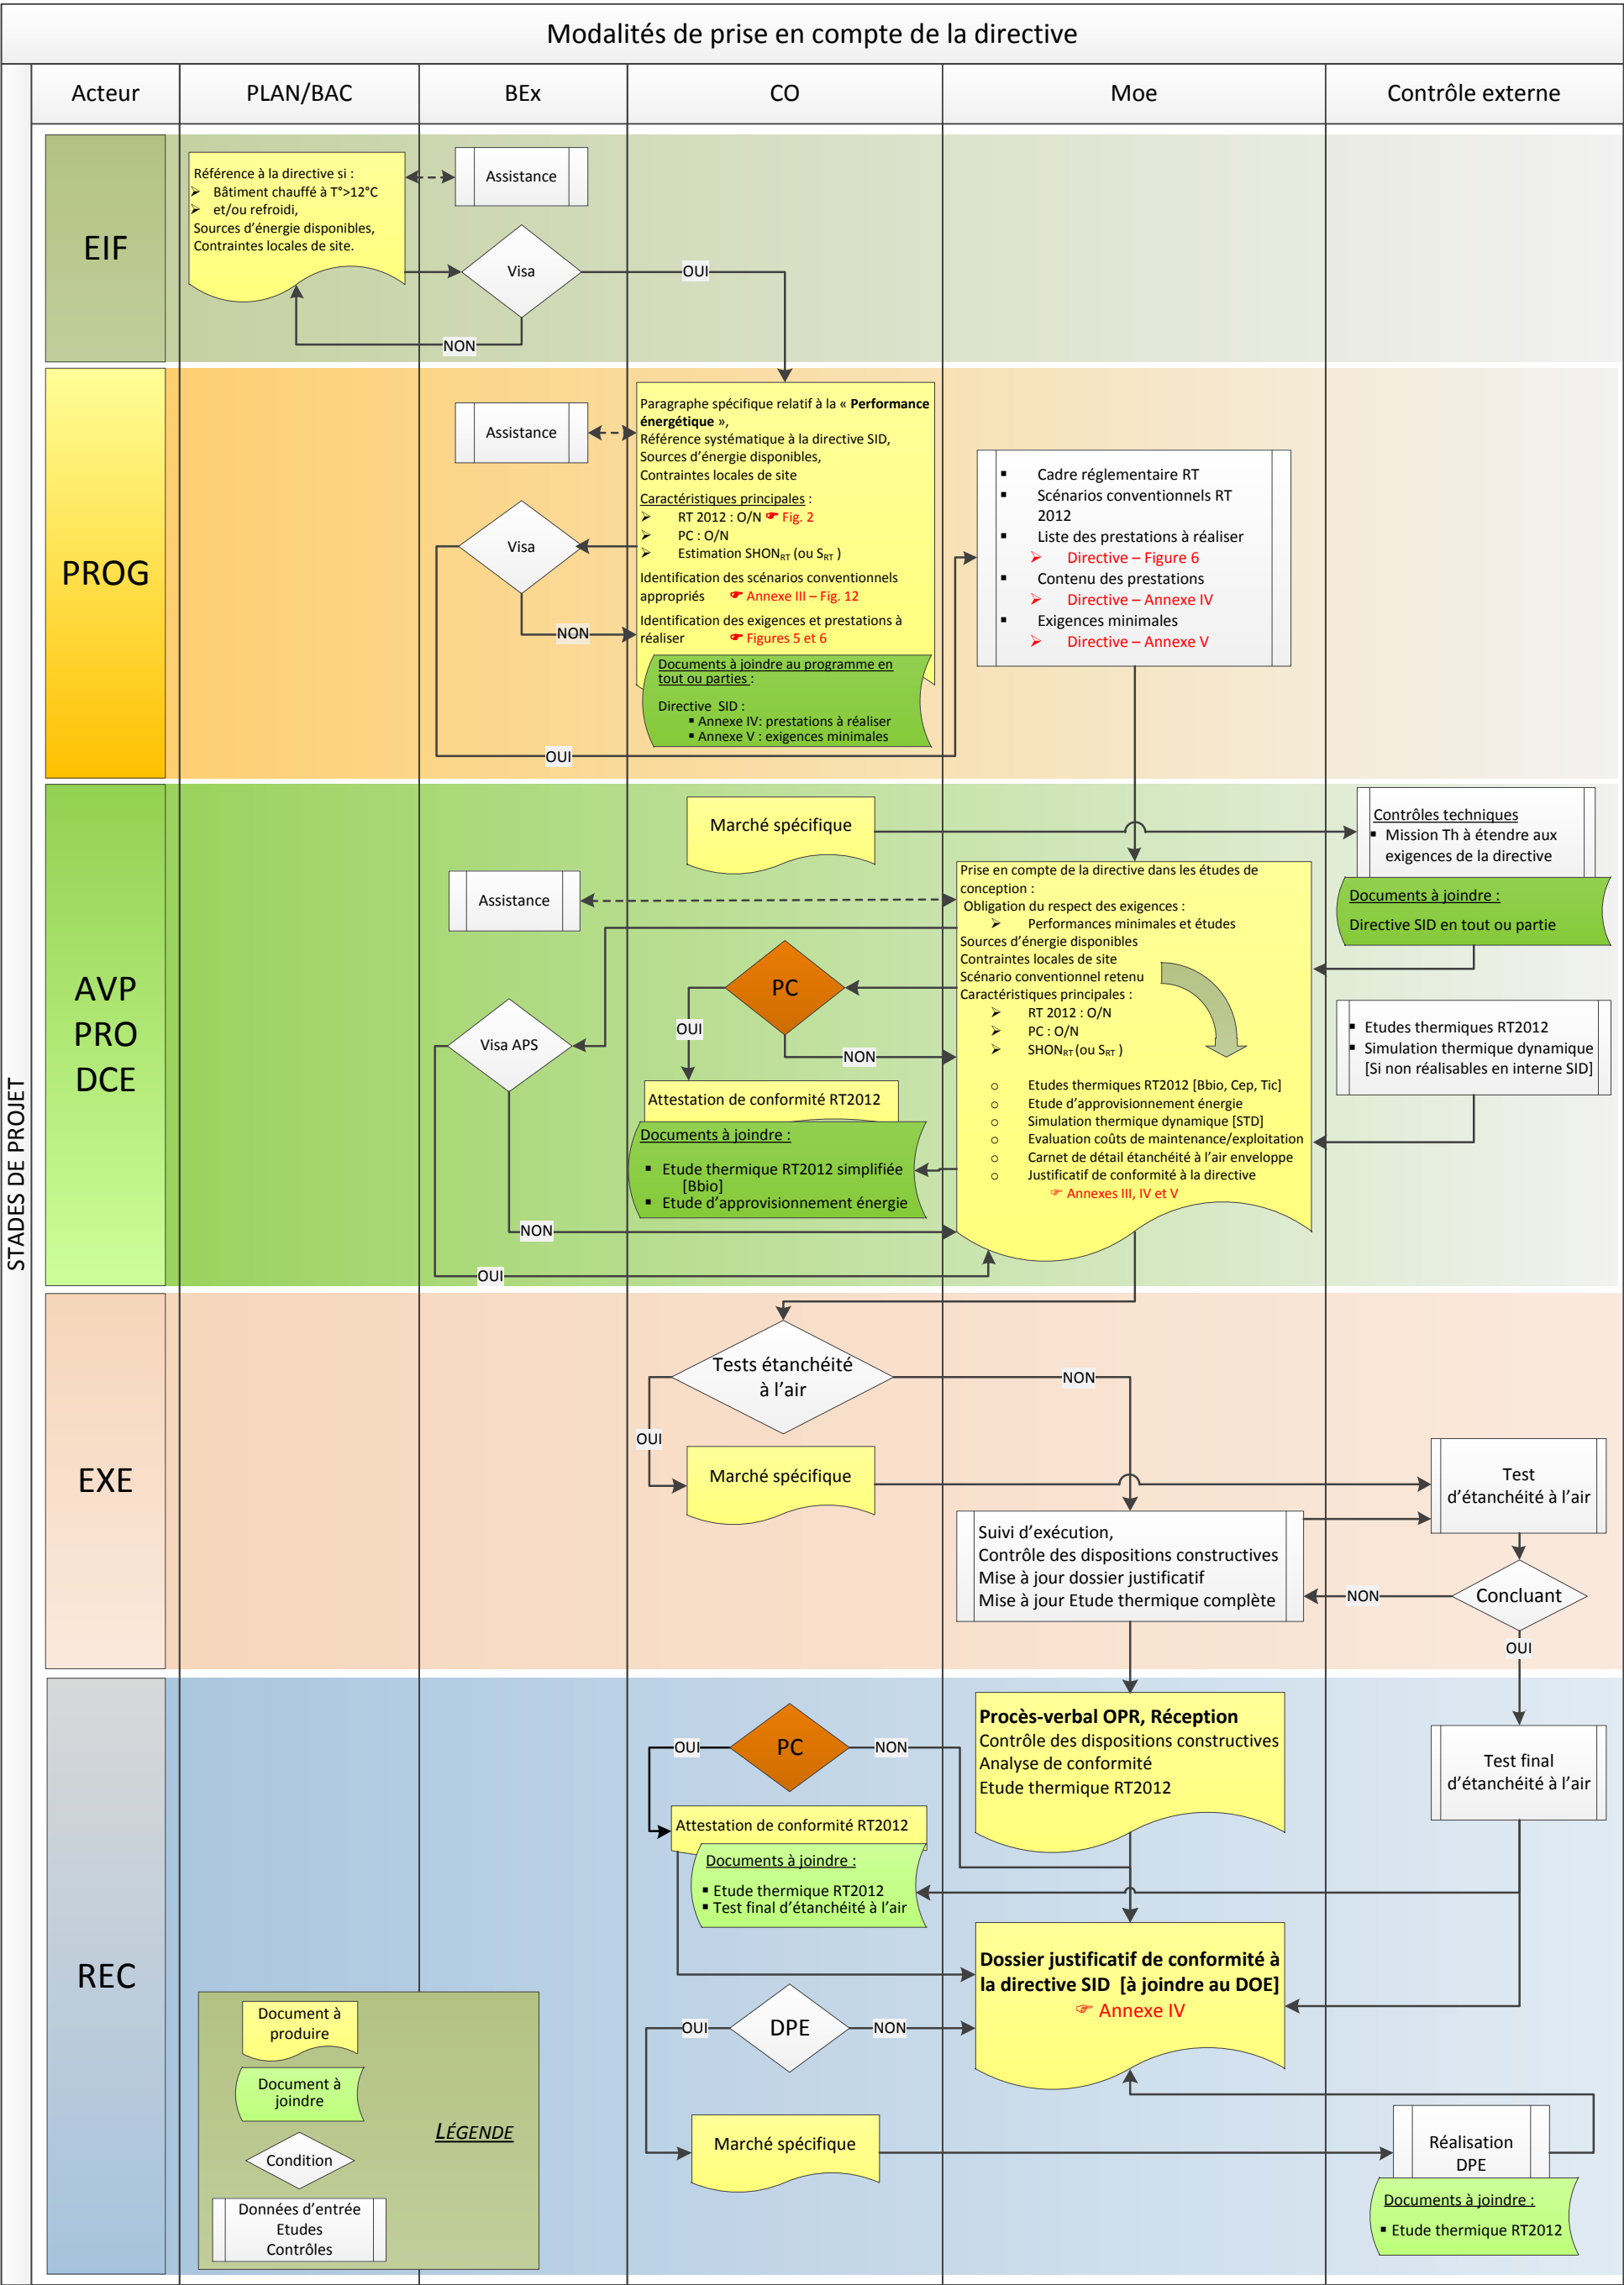 Modalités de prise en compte de la directive
Acteur
PLAN/BAC
BEx
CO
Moe
Contrôle externe
STADES DE PROJET
EIF
Référence à la directive si :
➢ Bâtiment chauffé à T°>12°C
➢ et/ou refroidi,
Sources d’énergie disponibles,
Contraintes locales de site.
Assistance
Visa
OUI
NON
PROG
Assistance
Visa
NON
OUI
Paragraphe spécifique relatif à la « Performance
énergétique »,
Référence systématique à la directive SID,
Sources d’énergie disponibles,
Contraintes locales de site
Caractéristiques principales :
➢ RT 2012 : O/N ☛ Fig. 2
➢ PC : O/N
➢ Estimation SHONRT (ou SRT )
Identification des scénarios conventionnels
appropriés ☛ Annexe III – Fig. 12
Identification des exigences et prestations à
réaliser ☛ Figures 5 et 6
Documents à joindre au programme en
tout ou parties :
Directive SID :
▪ Annexe IV: prestations à réaliser
▪ Annexe V : exigences minimales
▪ Cadre réglementaire RT
▪ Scénarios conventionnels RT
2012
▪ Liste des prestations à réaliser
➢ Directive – Figure 6
▪ Contenu des prestations
➢ Directive – Annexe IV
▪ Exigences minimales
➢ Directive – Annexe V
AVP
PRO
DCE
Marché spécifique
Contrôles techniques
▪ Mission Th à étendre aux
exigences de la directive
Documents à joindre :
Directive SID en tout ou partie
Assistance
Prise en compte de la directive dans les études de
conception :
Obligation du respect des exigences :
➢ Performances minimales et études
Sources d’énergie disponibles
Contraintes locales de site
Scénario conventionnel retenu
Caractéristiques principales :
➢ RT 2012 : O/N
➢ PC : O/N
➢ SHONRT (ou SRT )
o Etudes thermiques RT2012 [Bbio, Cep, Tic]
o Etude d’approvisionnement énergie
o Simulation thermique dynamique [STD]
o Evaluation coûts de maintenance/exploitation
o Carnet de détail étanchéité à l’air enveloppe
o Justificatif de conformité à la directive
☞ Annexes III, IV et V
PC
OUI
NON
Visa APS
NON
OUI
Attestation de conformité RT2012
Documents à joindre :
▪ Etude thermique RT2012 simplifiée
[Bbio]
▪ Etude d’approvisionnement énergie
▪ Etudes thermiques RT2012
▪ Simulation thermique dynamique
[Si non réalisables en interne SID]
EXE
Tests étanchéité
à l’air
NON
OUI
Marché spécifique
Test
d’étanchéité à l’air
Suivi d’exécution,
Contrôle des dispositions constructives
Mise à jour dossier justificatif
Mise à jour Etude thermique complète
NON
Concluant
OUI
REC
PC
OUI
NON
Procès-verbal OPR, Réception
Contrôle des dispositions constructives
Analyse de conformité
Etude thermique RT2012
Test final
d’étanchéité à l’air
Attestation de conformité RT2012
Documents à joindre :
▪ Etude thermique RT2012
▪ Test final d’étanchéité à l’air
Dossier justificatif de conformité à
la directive SID [à joindre au DOE]
☞ Annexe IV
OUI
DPE
NON
Marché spécifique
Réalisation
DPE
Documents à joindre :
▪ Etude thermique RT2012
Document à
produire
Document à
joindre
LÉGENDE
Condition
Données d’entrée
Etudes
Contrôles